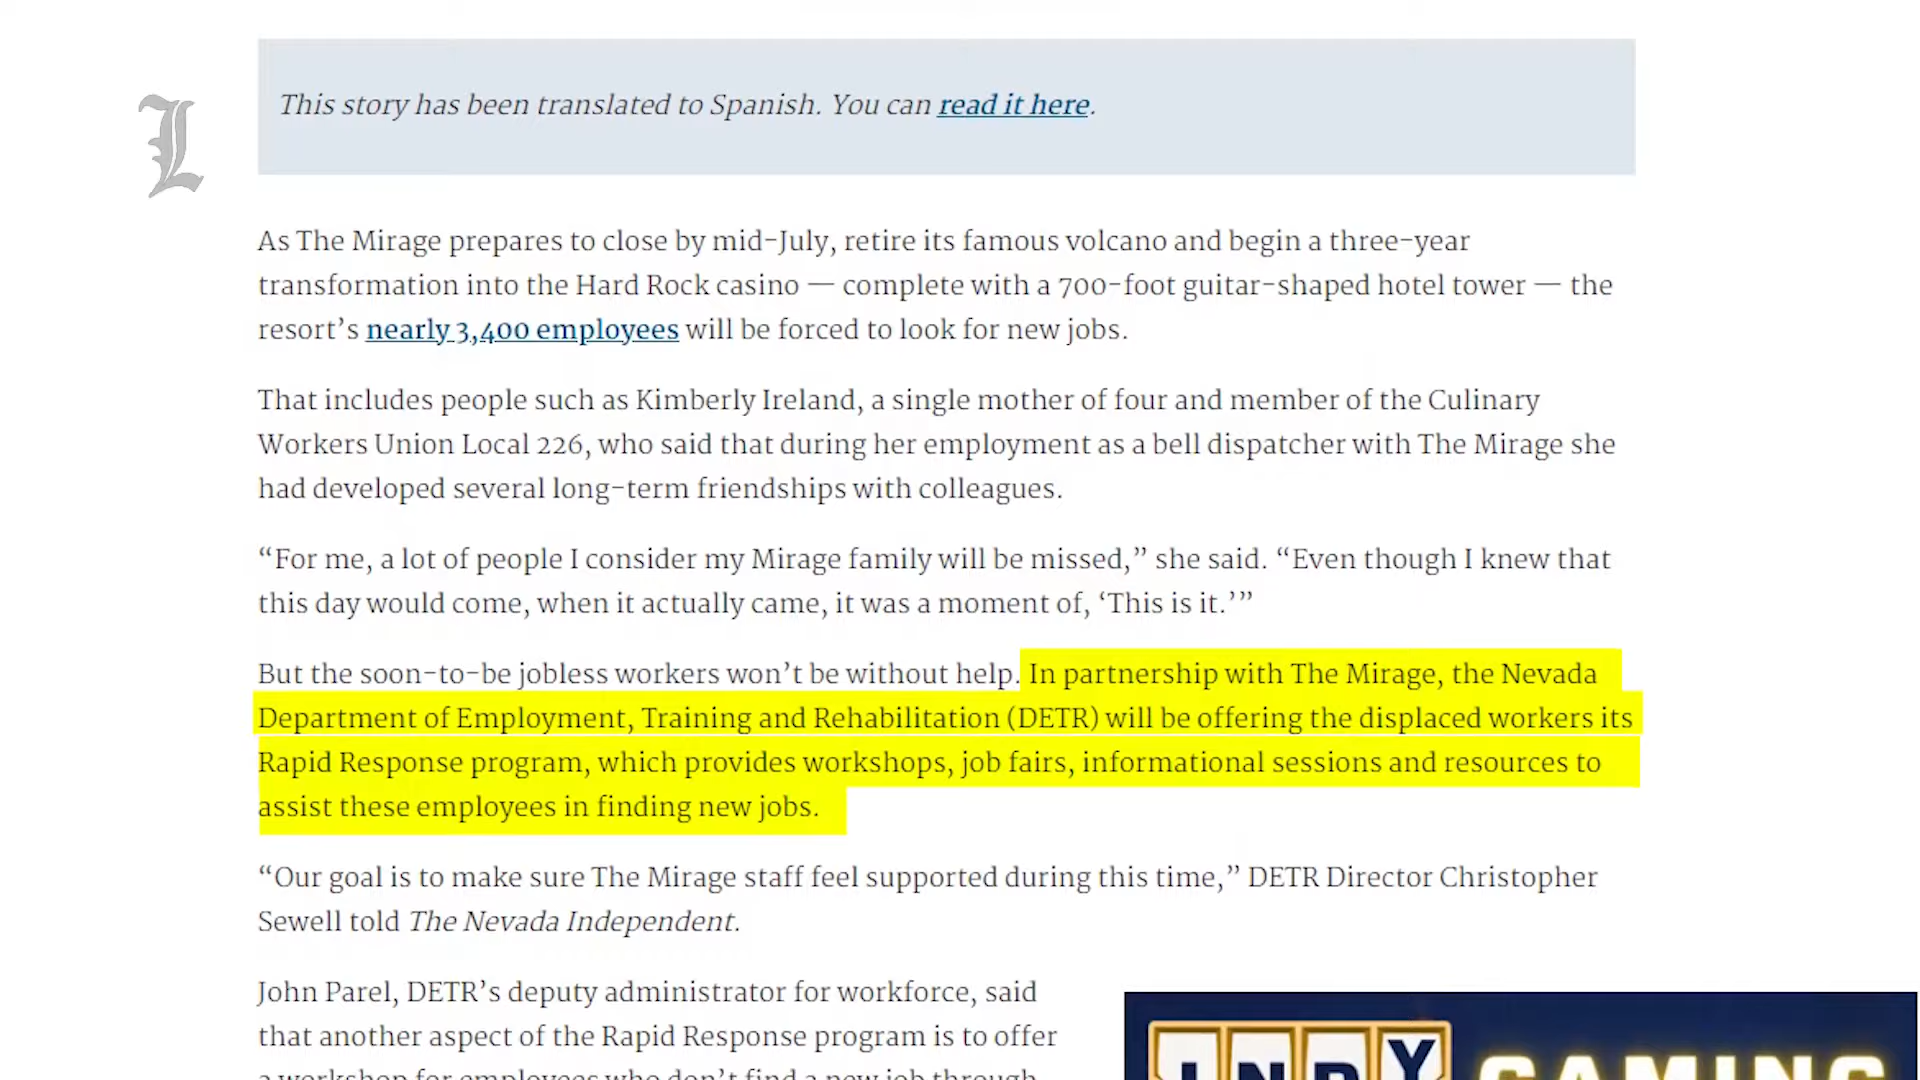 This story has been translated to Spanish. You can read it here.
L
As The Mirage prepares to close by mid-July, retire its famous volcano and begin a three-year
transformation into the Hard Rock casino — complete with a 700-foot guitar-shaped hotel tower — the
resort’s nearly 3,400 employees will be forced to look for new jobs.
That includes people such as Kimberly Ireland, a single mother of four and member of the Culinary
Workers Union Local 226, who said that during her employment as a bell dispatcher with The Mirage she
had developed several long-term friendships with colleagues.
“For me, a lot of people I consider my Mirage family will be missed,” she said. “Even though I knew that
this day would come, when it actually came, it was a moment of, ‘This is it.’”
But the soon-to-be jobless workers won’t be without help. In partnership with The Mirage, the Nevada
Department of Employment, Training and Rehabilitation (DETR) will be offering the displaced workers its
Rapid Response program, which provides workshops, job fairs, informational sessions and resources to
assist these employees in finding new jobs.
“Our goal is to make sure The Mirage staff feel supported during this time,” DETR Director Christopher
Sewell told The Nevada Independent.
John Parel, DETR’s deputy administrator for workforce, said
that another aspect of the Rapid Response program is to offer
a workshop for employees who don’t find a new job through
INDY GAMING